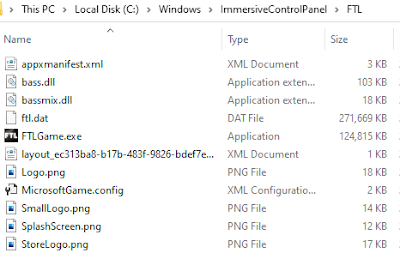 This PC > Local Disk (C:) > Windows > ImmersiveControlPanel > FTL
Name Type Size
appxmanifest.xml XML Document 3 KB
bass.dll Application exten... 103 KB
bassmix.dll Application exten... 18 KB
ftl.dat DAT File 271,669 KB
FTLGame.exe Application 124,815 KB
layout_ec313ba8-b17b-483f-9826-bdef7e... XML Document 1 KB
Logo.png PNG File 18 KB
MicrosoftGame.config XML Configuratio... 2 KB
SmallLogo.png PNG File 14 KB
SplashScreen.png PNG File 12 KB
StoreLogo.png PNG File 17 KB